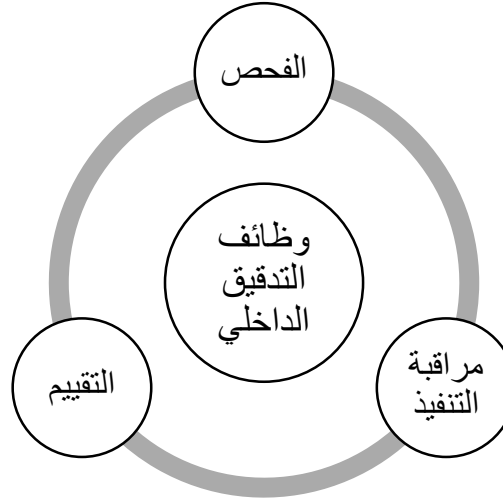 الفحص
وظائف
التدقيق
الداخلي
مراقبة
التنفيذ
التقييم